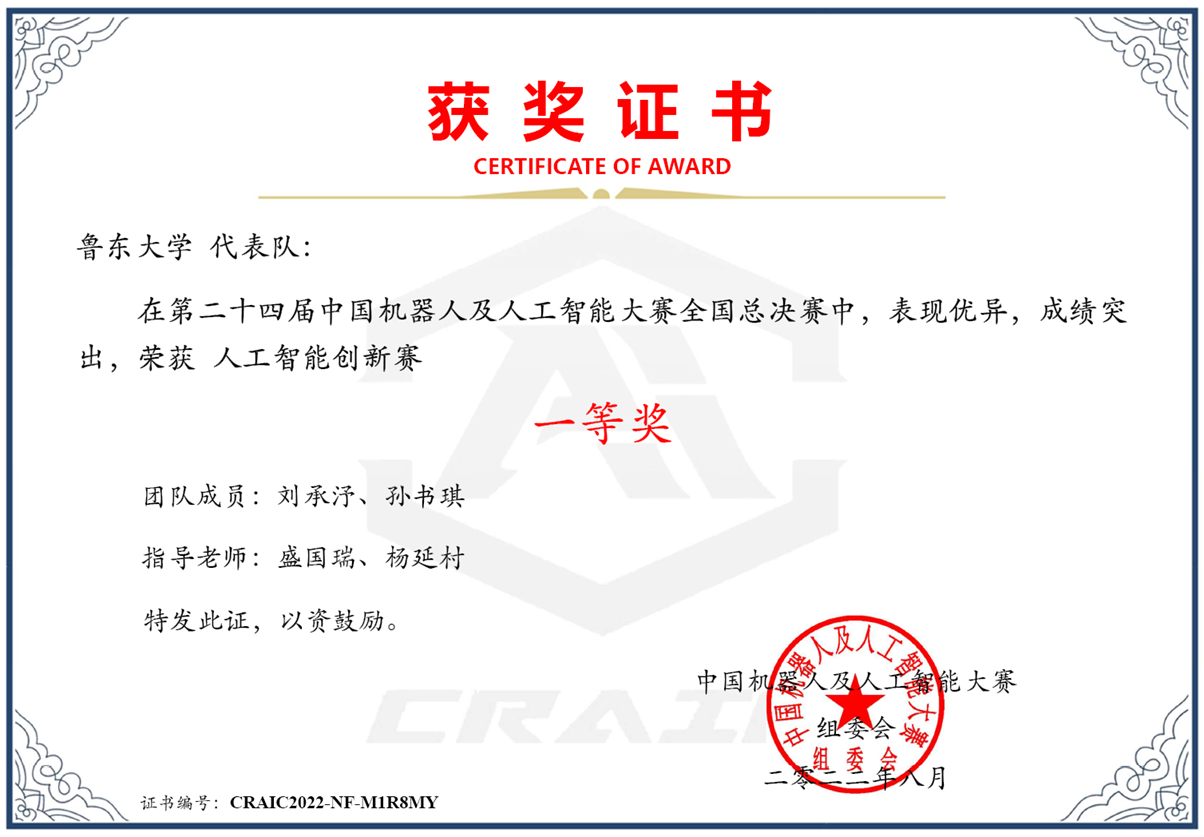 获奖证书
CERTIFICATE OF AWARD
鲁东大学 代表队：
在第二十四届中国机器人及人工智能大赛全国总决赛中，表现优异，成绩突
出，荣获 人工智能创新赛
一等奖
团队成员：刘承汿、孙书琪
指导老师：盛国瑞、杨延村
特发此证，以资鼓励。
中国机器人及人工智能大赛
组委会
二零二二年八月
中国机器人及人工智能大赛
组委会
CRAIC
证书编号：CRAIC2022-NF-M1R8MY